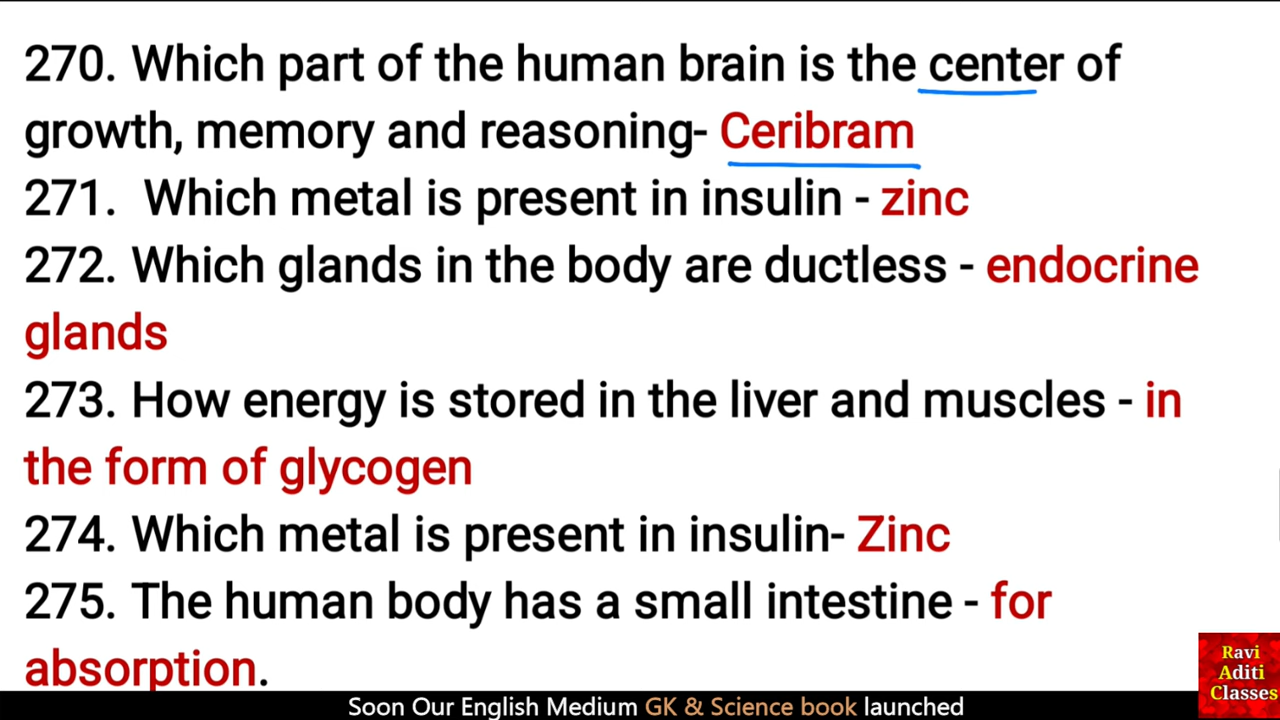 270. Which part of the human brain is the center of
growth, memory and reasoning- Ceribram
271. Which metal is present in insulin - zinc
272. Which glands in the body are ductless - endocrine
glands
273. How energy is stored in the liver and muscles - in
the form of glycogen
274. Which metal is present in insulin- Zinc
275. The human body has a small intestine - for
absorption.
Ravi
Aditi
Classes
Soon Our English Medium GK & Science book launched